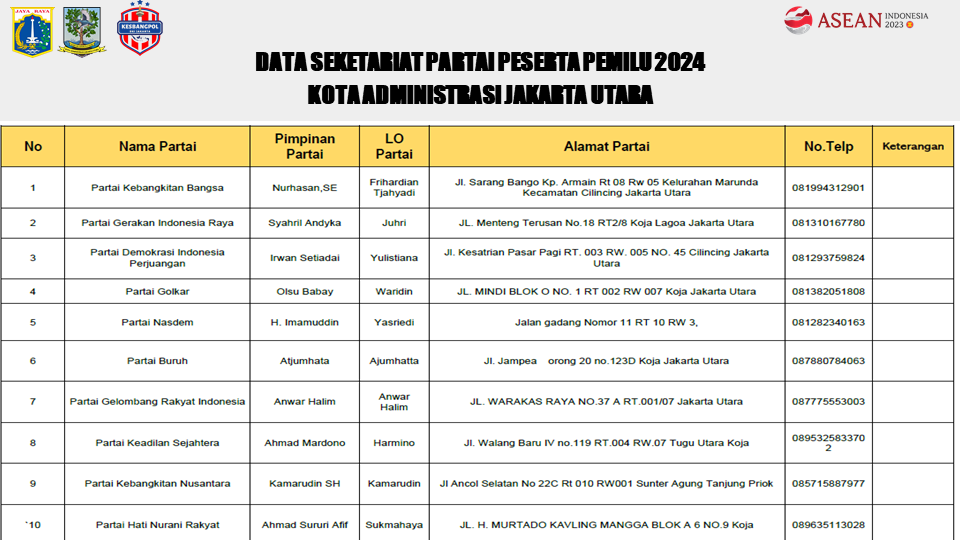 JAYA RAYA
KESBANGPOL
ASEAN INDONESIA
2023
DATA SEKETARIAT PARTAI PESERTA PEMILU 2024
KOTA ADMINISTRASI JAKARTA UTARA
No Nama Partai Pimpinan Partai LO Partai Alamat Partai No.Telp Keterangan
1 Partai Kebangkitan Bangsa Nurhasan,SE Frihardian Tjahyadi Jl. Sarang Bango Kp. Armain Rt 08 Rw 05 Kelurahan Marunda Kecamatan Cilincing Jakarta Utara 081994312901
2 Partai Gerakan Indonesia Raya Syahril Andyka Juhri JL. Menteng Terusan No.18 RT2/8 Koja Lagoa Jakarta Utara 081310167780
3 Partai Demokrasi Indonesia Perjuangan Irwan Setiadai Yulistiana Jl. Kesatrian Pasar Pagi RT. 003 RW. 005 NO. 45 Cilincing Jakarta Utara 081293759824
4 Partai Golkar Olsu Babay Waridin JL. MINDI BLOK O NO. 1 RT 002 RW 007 Koja Jakarta Utara 081382051808
5 Partai Nasdem H. Imamuddin Yasriedi Jalan gadang Nomor 11 RT 10 RW 3, 081282340163
6 Partai Buruh Atjumhata Ajumhatta Jl. Jampea orong 20 no.123D Koja Jakarta Utara 087880784063
7 Partai Gelombang Rakyat Indonesia Anwar Halim Anwar Halim JL. WARAKAS RAYA NO.37 A RT.001/07 Jakarta Utara 087775553003
8 Partai Keadilan Sejahtera Ahmad Mardono Harmino Jl. Walang Baru IV no.119 RT.004 RW.07 Tugu Utara Koja 089532583370 2
9 Partai Kebangkitan Nusantara Kamarudin SH Kamarudin Jl Ancol Selatan No 22C Rt 010 RW001 Sunter Agung Tanjung Priok 085715887977
`10 Partai Hati Nurani Rakyat Ahmad Sururi Afif Sukmahaya JL. H. MURTADO KAVLING MANGGA BLOK A 6 NO.9 Koja 089635113028